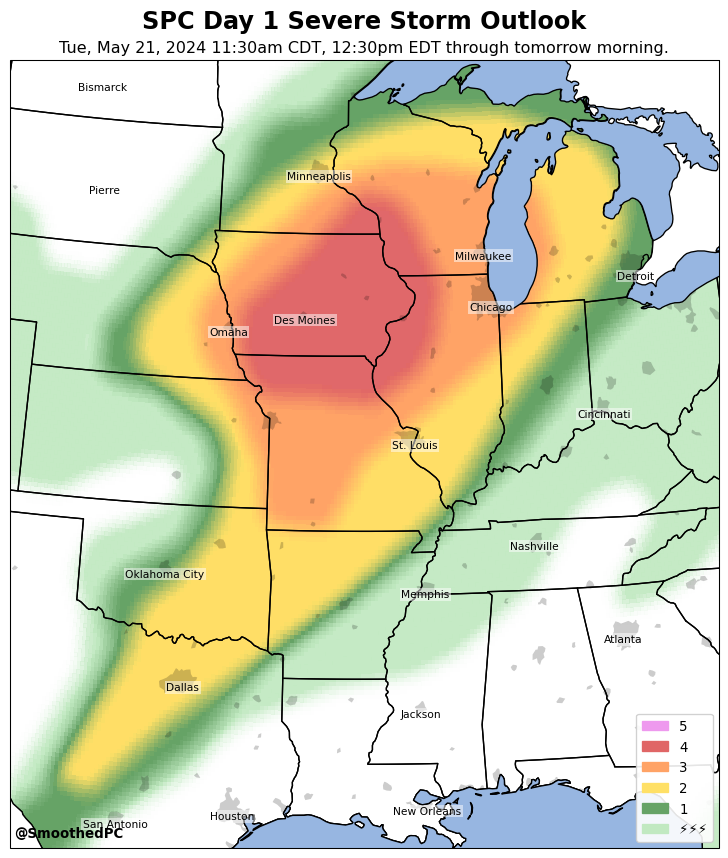 SPC Day 1 Severe Storm Outlook
Tue, May 21, 2024 11:30am CDT, 12:30pm EDT through tomorrow morning.
Bismarck
Minneapolis
Pierre
Milwaukee
Detroit
Chicago
Des Moines
Omaha
Cincinnati
St. Louis
Nashville
Oklahoma City
Memphis
Atlanta
Dallas
Jackson
5
4
3
2
1
⚡⚡⚡
New Orleans
Houston
San Antonio
@SmoothedPC